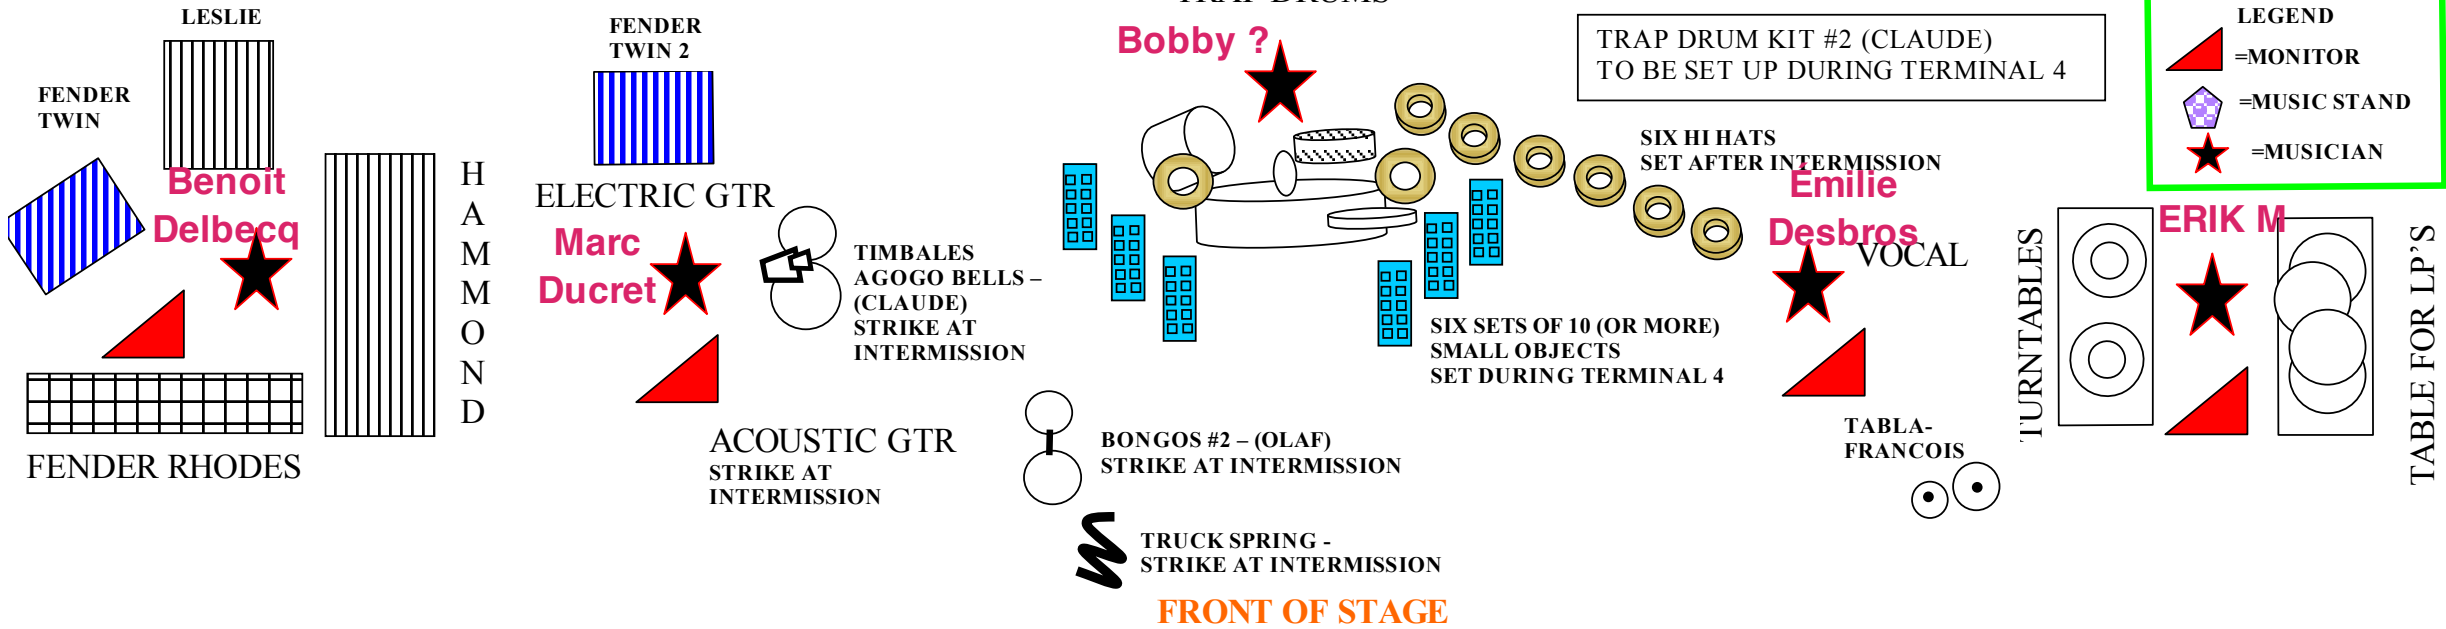 TRAP DRUMS
LESLIE
FENDER
TWIN 2
Bobby ?
TRAP DRUM KIT #2 (CLAUDE)
TO BE SET UP DURING TERMINAL 4
LEGEND
=MONITOR
=MUSIC STAND
=MUSICIAN
FENDER
TWIN
Benoit
Delbecq
HAMMOND
ELECTRIC GTR
Marc
Ducret
TIMBALES
AGOGO BELLS –
(CLAUDE)
STRIKE AT
INTERMISSION
SIX HI HATS
SET AFTER INTERMISSION
Émilie
Desbros
VOCAL
ERIK M
TURNTABLES
TABLE FOR LP'S
SIX SETS OF 10 (OR MORE)
SMALL OBJECTS
SET DURING TERMINAL 4
FENDER RHODES
ACOUSTIC GTR
STRIKE AT
INTERMISSION
BONGOS #2 – (OLAF)
STRIKE AT INTERMISSION
TABLA-
FRANCOIS
TRUCK SPRING -
STRIKE AT INTERMISSION
FRONT OF STAGE